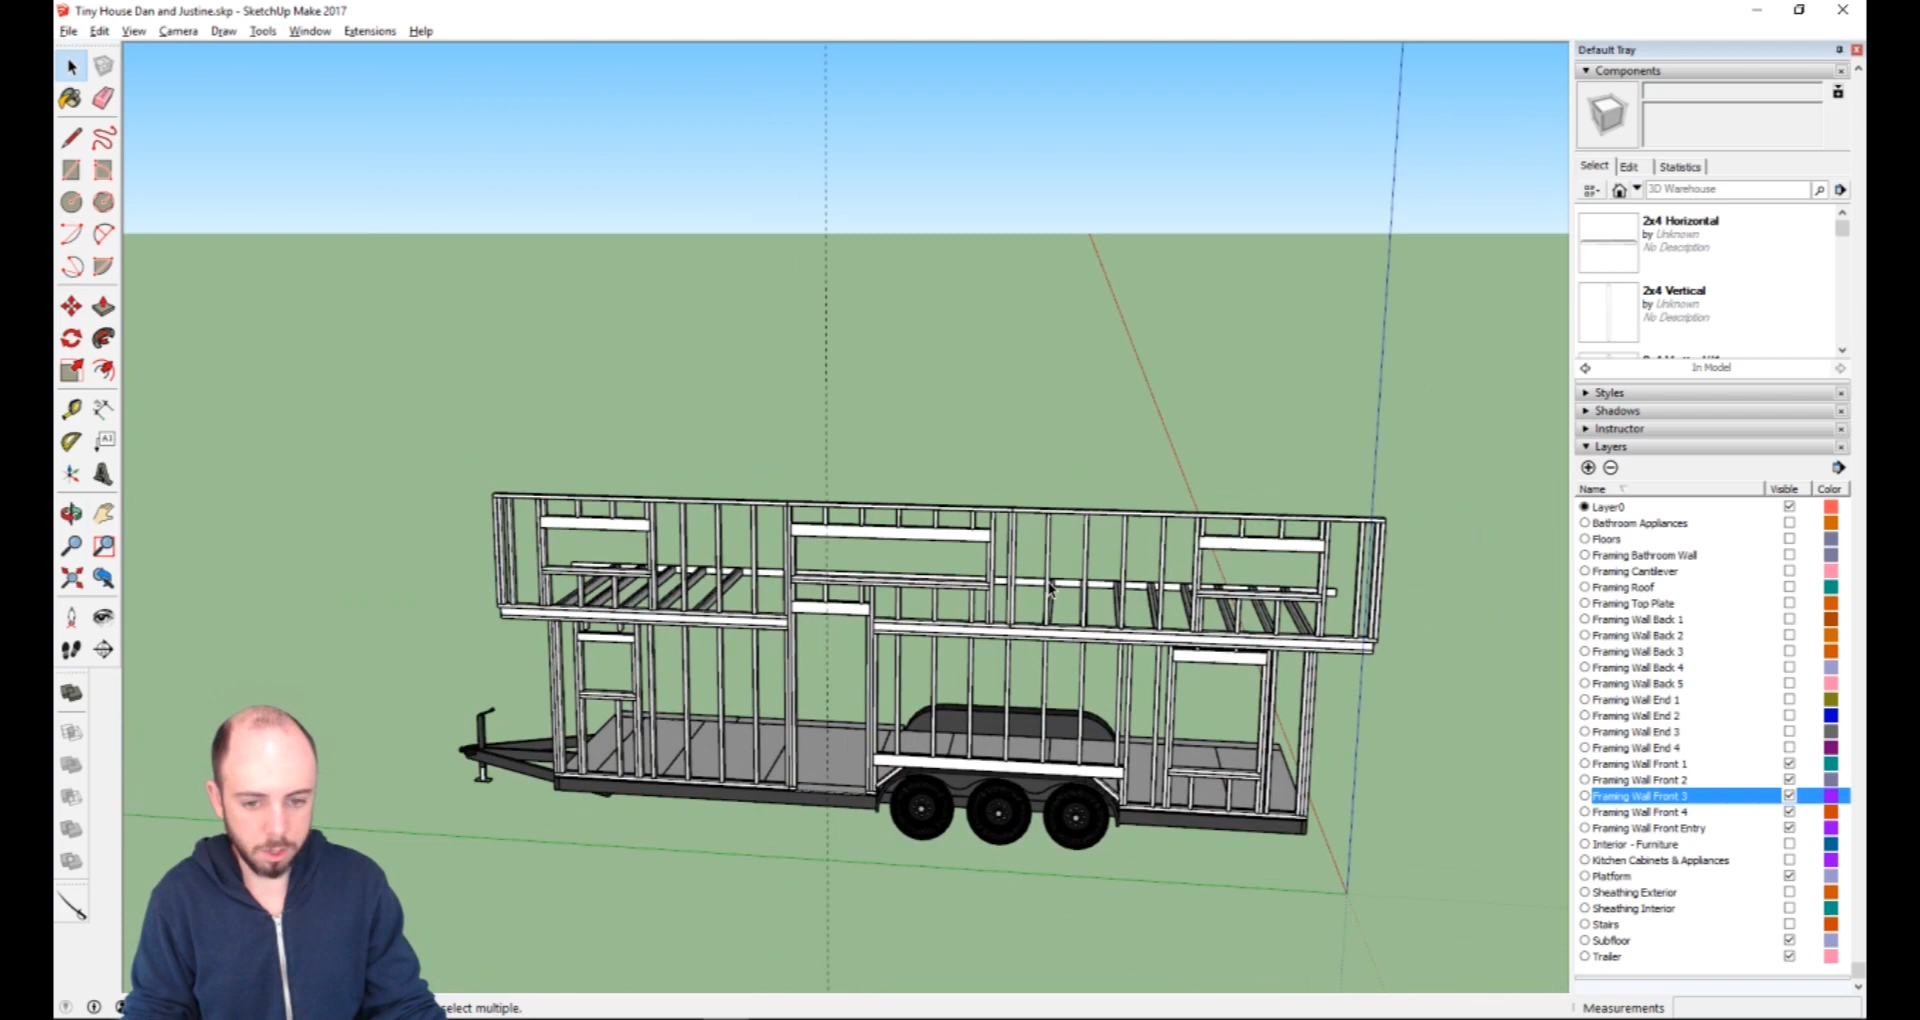 Tiny House Dan and Justine.skp - SketchUp Make 2017
File Edit View Camera Draw Tools Window Extensions Help
Default Tray
Components
Select Edit Statistics
3D Warehouse
2x4 Horizontal
by Unknown
No Description
2x4 Vertical
by Unknown
No Description
In Model
Styles
Shadows
Instructor
Layers
Name Visible Color
Layer0
Bathroom Appliances
Floors
Framing Bathroom Wall
Framing Cantilever
Framing Roof
Framing Top Plate
Framing Wall Back 1
Framing Wall Back 2
Framing Wall Back 3
Framing Wall Back 4
Framing Wall Back 5
Framing Wall End 1
Framing Wall End 2
Framing Wall End 3
Framing Wall End 4
Framing Wall Front 1
Framing Wall Front 2
Framing Wall Front 3
Framing Wall Front 4
Framing Wall Front Entry
Interior - Furniture
Kitchen Cabinets & Appliances
Platform
Sheathing Exterior
Sheathing Interior
Stairs
Subfloor
Trailer
select multiple.
Measurements